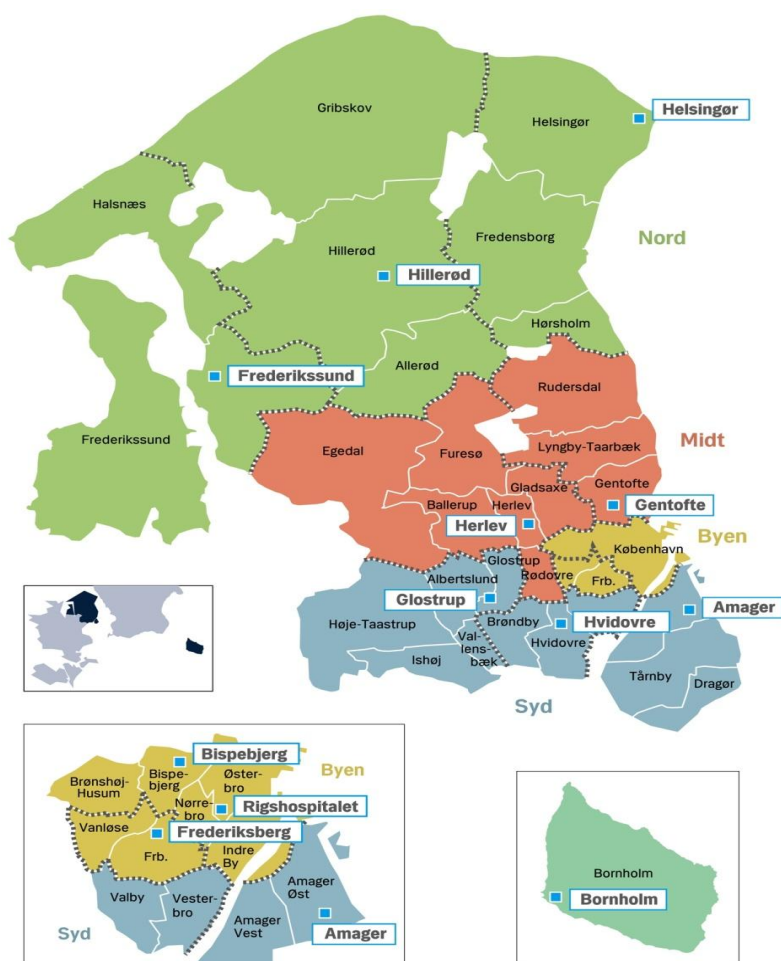 Gribskov
Helsingør
Helsingør
Halsnæs
Nord
Fredensborg
Hillerød
Hillerød
Hørsholm
Allerød
Frederikssund
Rudersdal
Frederikssund
Egedal
Furesø
Lyngby-Taarbæk
Midt
Gladsaxe
Gentofte
Ballerup
Herlev
Gentofte
Herlev
Byen
København
Glostrup
Albertslund
Rødovre
Frb.
Glostrup
Amager
Høje-Taastrup
Brøndby
Hvidovre
Val-
lens-
bæk
Hvidovre
Ishøj
Tårnby
Dragør
Syd
Bispebjerg
Byen
Brønshøj-
Husum
Bispe-
bjerg
Øster-
bro
Nørre-
bro
Rigshospitalet
Vanløse
Frederiksberg
Frb.
Indre
By
Valby
Vester-
bro
Amager
Øst
Amager
Vest
Syd
Amager
Bornholm
Bornholm